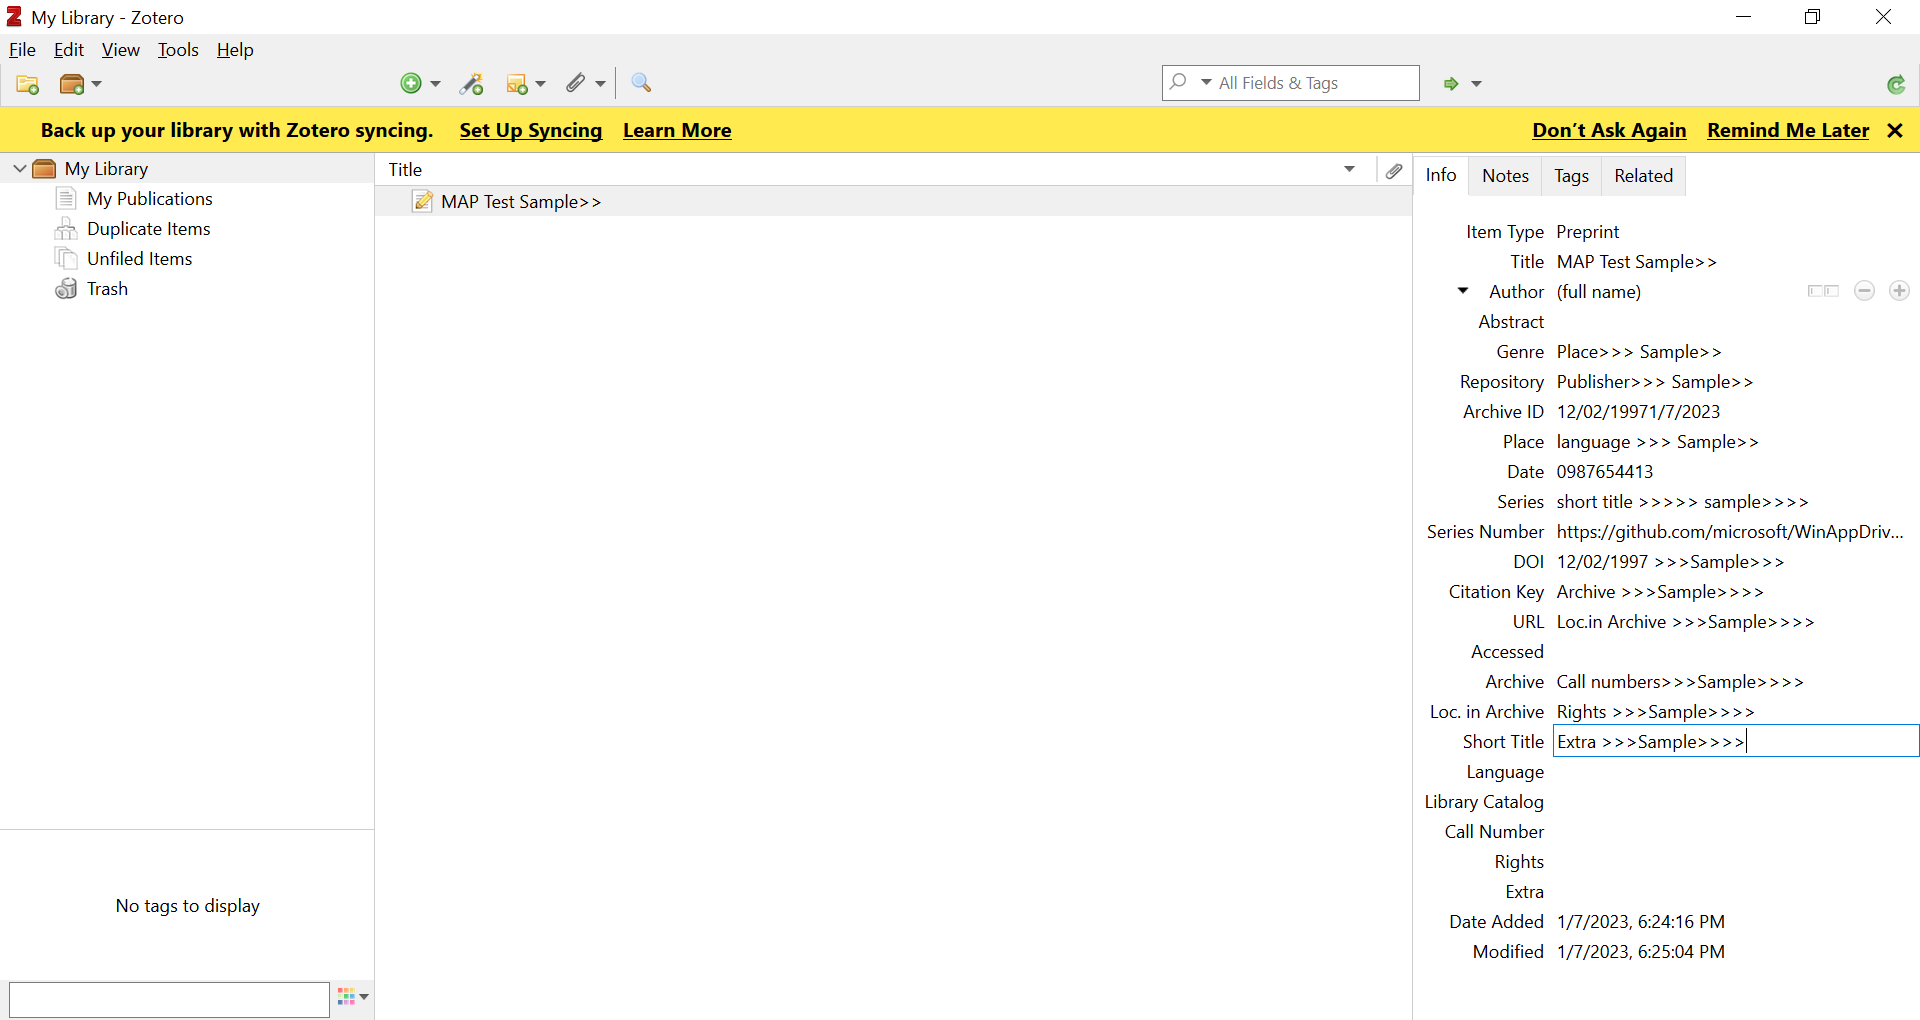 My Library - Zotero
File Edit View Tools Help
All Fields & Tags
Back up your library with Zotero syncing. Set Up Syncing Learn More Don't Ask Again Remind Me Later
My Library
My Publications
Duplicate Items
Unfiled Items
Trash
No tags to display
Title
MAP Test Sample>>
Info Notes Tags Related
Item Type Preprint
Title MAP Test Sample>>
Author (full name)
Abstract
Genre Place>>> Sample>>
Repository Publisher>>> Sample>>
Archive ID 12/02/19971/7/2023
Place language >>> Sample>>
Date 0987654413
Series short title >>>>> sample>>>>
Series Number https://github.com/microsoft/WinAppDriv...
DOI 12/02/1997 >>>Sample>>>
Citation Key Archive >>>Sample>>>>
URL Loc.in Archive >>>Sample>>>>
Accessed
Archive Call numbers>>>Sample>>>>
Loc. in Archive Rights >>>Sample>>>>
Short Title Extra >>>Sample>>>>
Language
Library Catalog
Call Number
Rights
Extra
Date Added 1/7/2023, 6:24:16 PM
Modified 1/7/2023, 6:25:04 PM